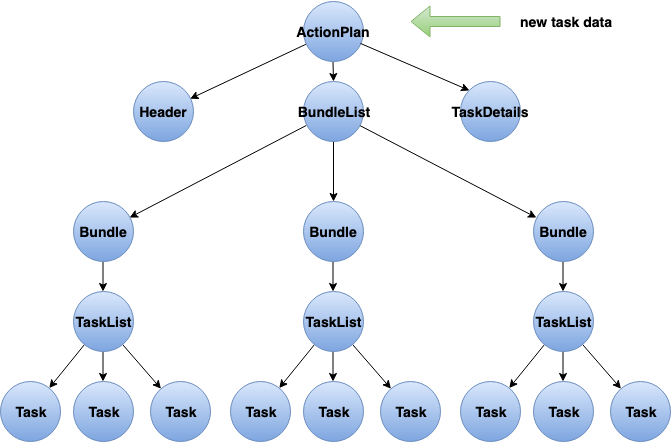 ActionPlan
new task data
Header
BundleList
TaskDetails
Bundle
Bundle
Bundle
TaskList
TaskList
TaskList
Task
Task
Task
Task
Task
Task
Task
Task
Task